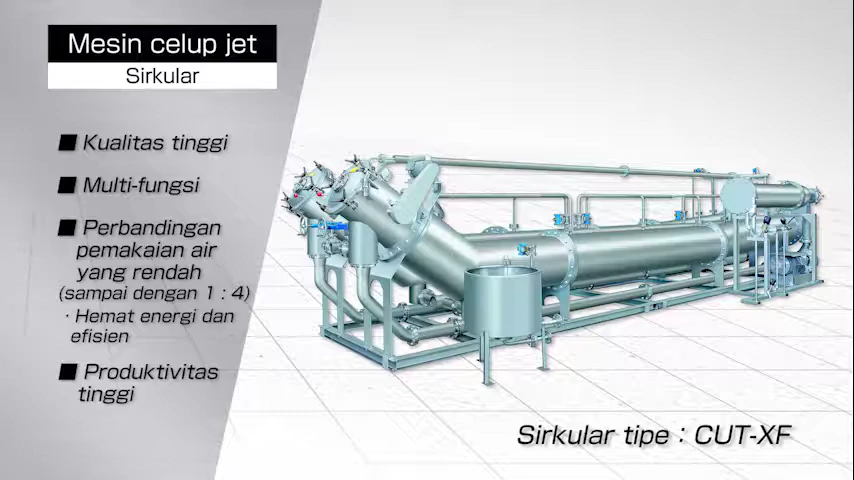 Mesin celup jet
Sirkular
■ Kualitas tinggi
■ Multi-fungsi
■ Perbandingan
pemakaian air
yang rendah
(sampai dengan 1 : 4)
・Hemat energi dan
efisien
■ Produktivitas
tinggi
Sirkular tipe：CUT-XF